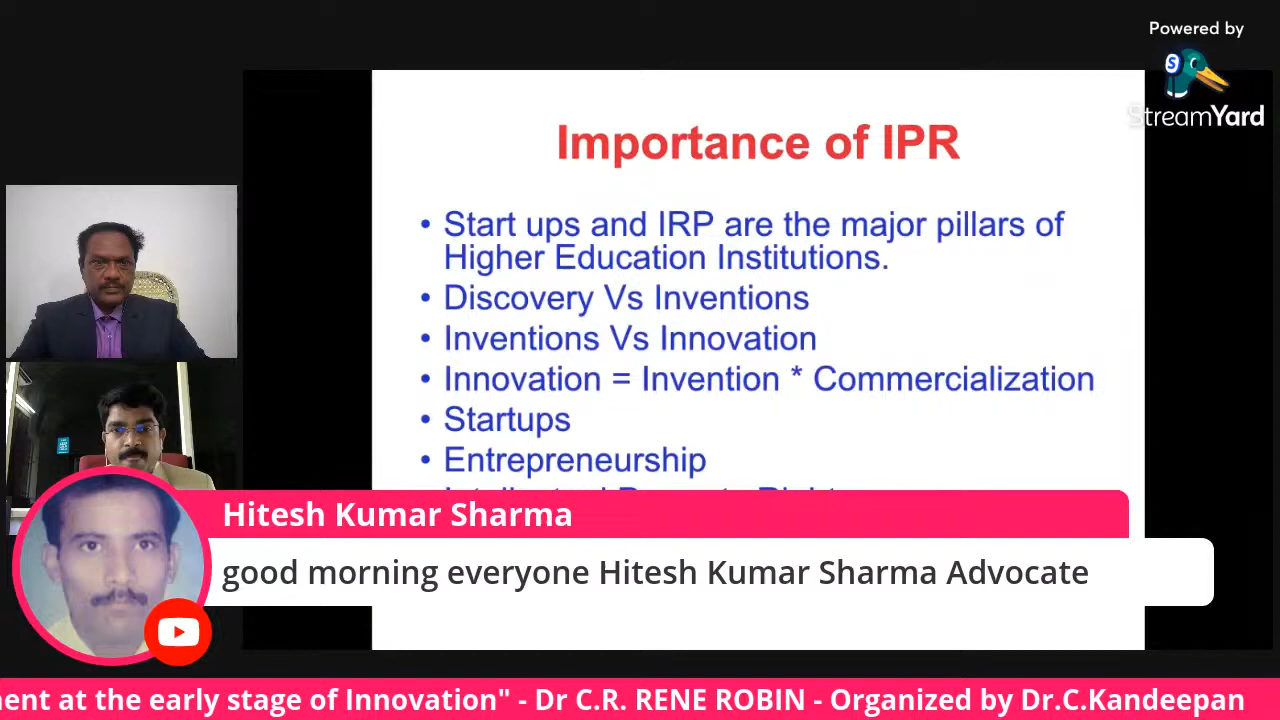 Powered by
StreamYard
Importance of IPR
• Start ups and IRP are the major pillars of
Higher Education Institutions.
• Discovery Vs Inventions
• Inventions Vs Innovation
• Innovation = Invention * Commercialization
• Startups
• Entrepreneurship
Hitesh Kumar Sharma
good morning everyone Hitesh Kumar Sharma Advocate
at the early stage of Innovation" - Dr C.R. RENE ROBIN - Organized by Dr.C.Kandeepan